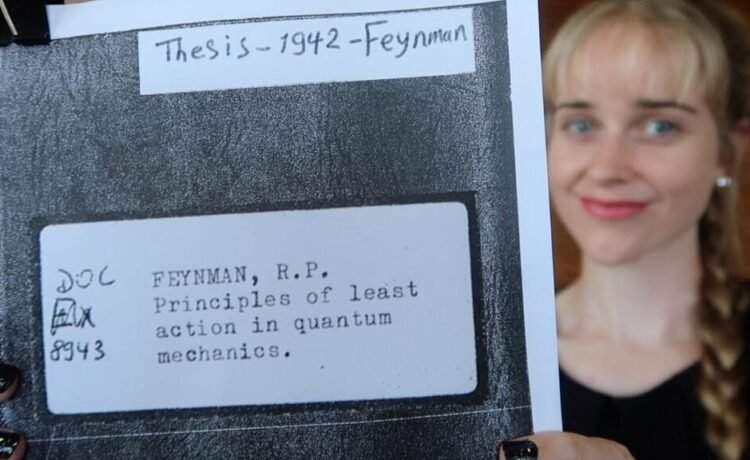 Thesis - 1942 - Feynman
DOC
8943
FEYNMAN, R.P.
Principles of least
action in quantum
mechanics.